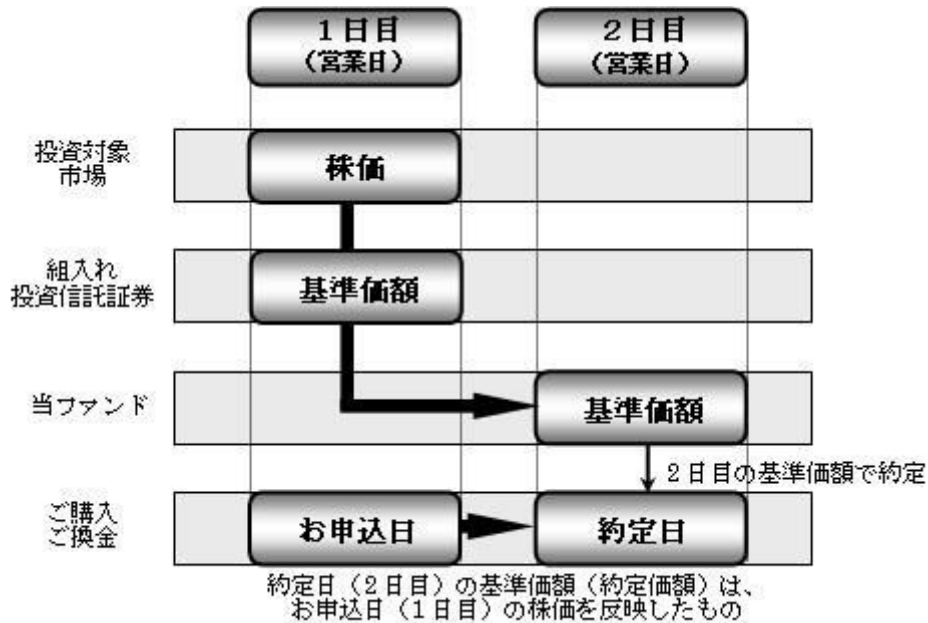 1日目
(営業日)
2日目
(営業日)
投資対象
市場
株価
組入れ
投資信託証券
基準価額
当ファンド
基準価額
2日目の基準価額で約定
ご購入
ご換金
お申込日
約定日
約定日(2日目)の基準価額(約定価額)は、
お申込日(1日目)の株価を反映したもの